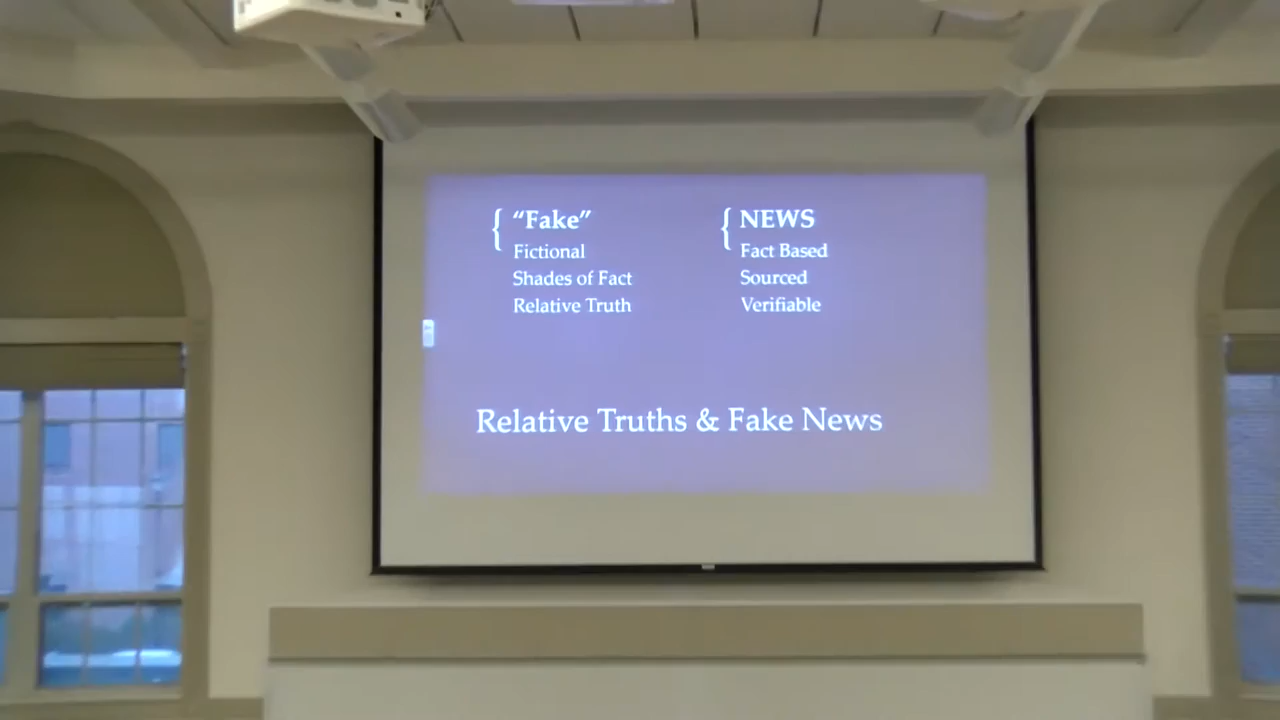 { “Fake”
Fictional
Shades of Fact
Relative Truth
{ NEWS
Fact Based
Sourced
Verifiable
Relative Truths & Fake News